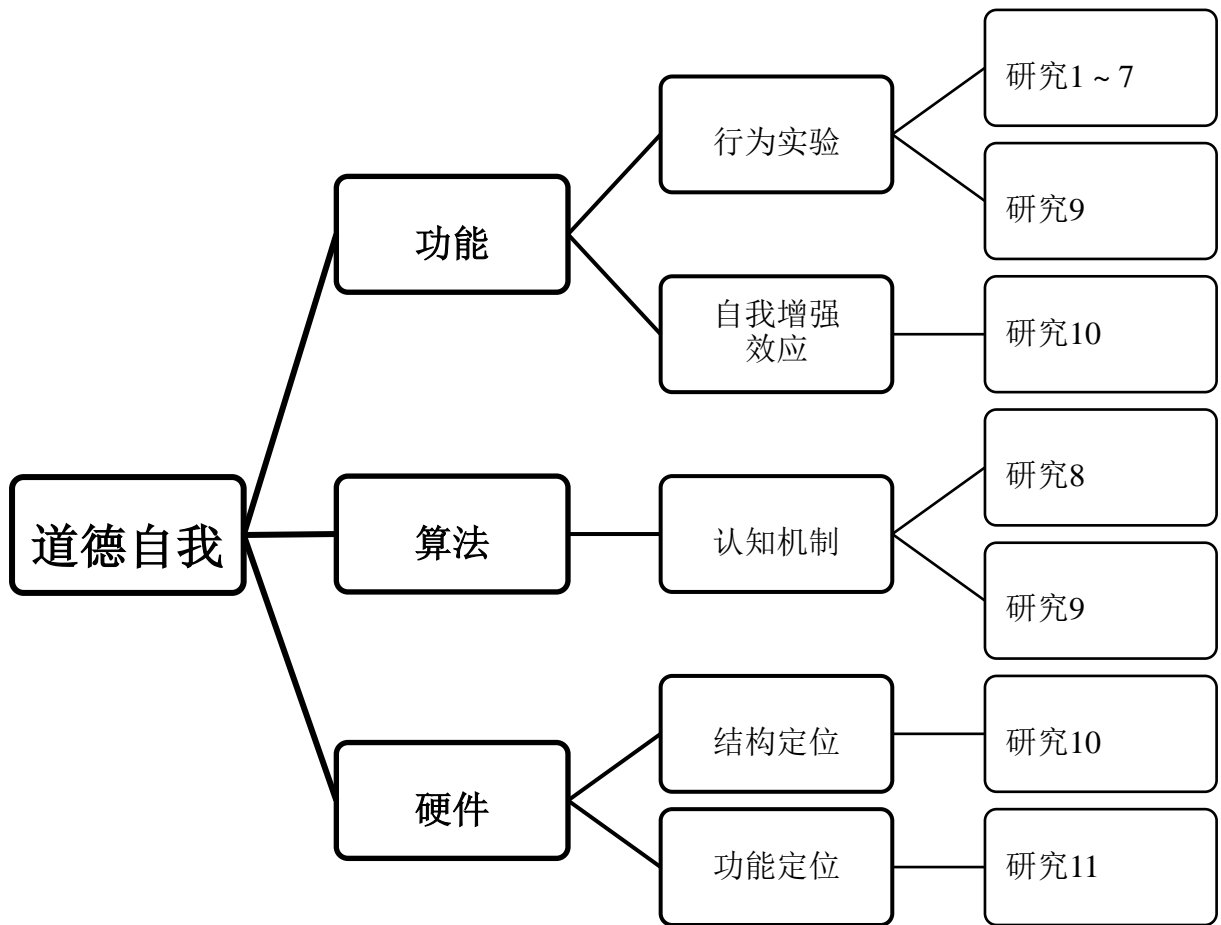 道德自我
功能
行为实验
研究1～7
研究9
自我增强
效应
研究10
算法
认知机制
研究8
研究9
硬件
结构定位
研究10
功能定位
研究11